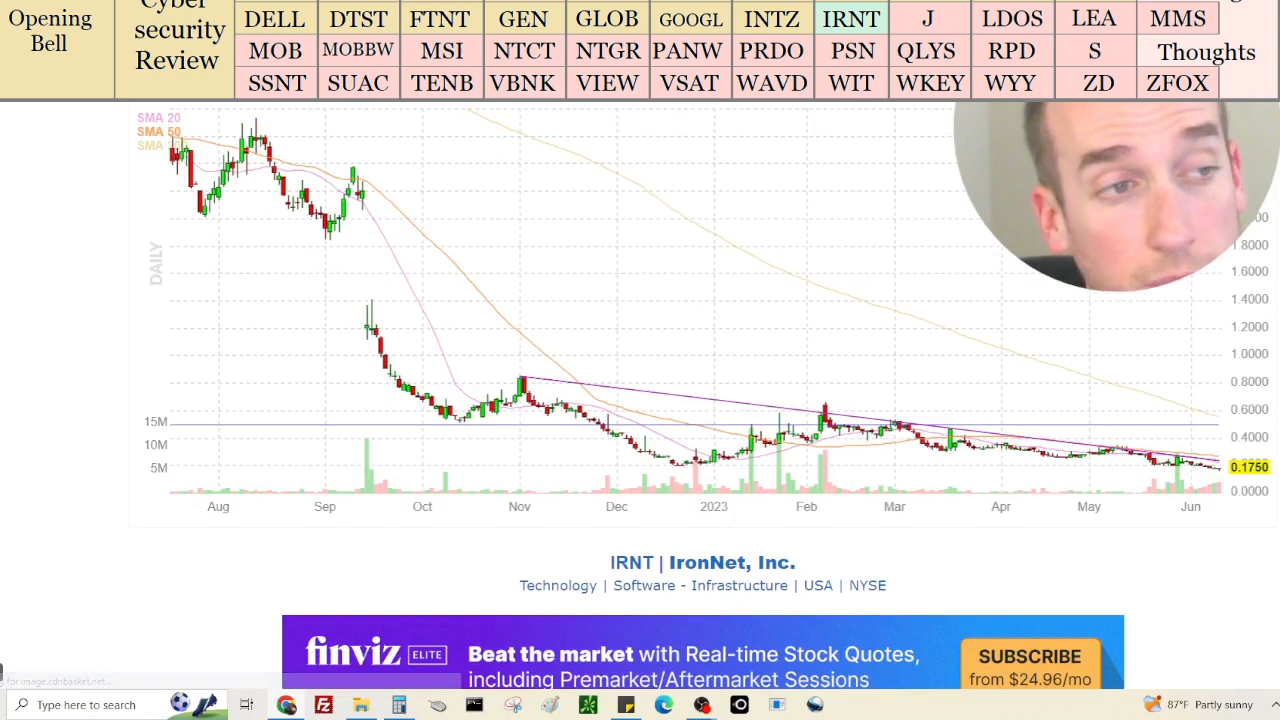 Opening
Bell
Cyber
security
Review
DELL DTST FTNT GEN GLOB GOOGL INTZ IRNT J LDOS LEA MMS
MOB MOBBW MSI NTCT NTGR PANW PRDO PSN QLYS RPD S Thoughts
SSNT SUAC TENB VBNK VIEW VSAT WAVD WIT WKEY WYY ZD ZFOX
SMA 20
SMA 50
SMA
DAILY
1.8000
1.6000
1.4000
1.2000
1.0000
0.8000
0.6000
0.4000
0.1750
0.0000
15M
10M
5M
Aug Sep Oct Nov Dec 2023 Feb Mar Apr May Jun
IRNT | IronNet, Inc.
Technology | Software - Infrastructure | USA | NYSE
finviz ELITE
Beat the market with Real-time Stock Quotes,
including Premarket/Aftermarket Sessions
SUBSCRIBE
from $24.96/mo
g for image.cdnbasket.net...
Type here to search
87°F Partly sunny